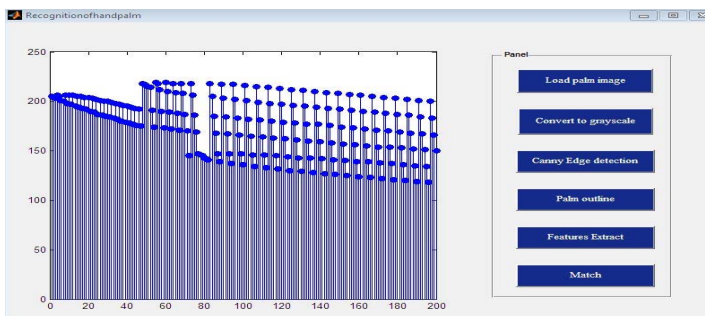 Recognitionofhandpalm
250
200
150
100
50
0
0 20 40 60 80 100 120 140 160 180 200
Panel
Load palm image
Convert to grayscale
Canny Edge detection
Palm outline
Features Extract
Match